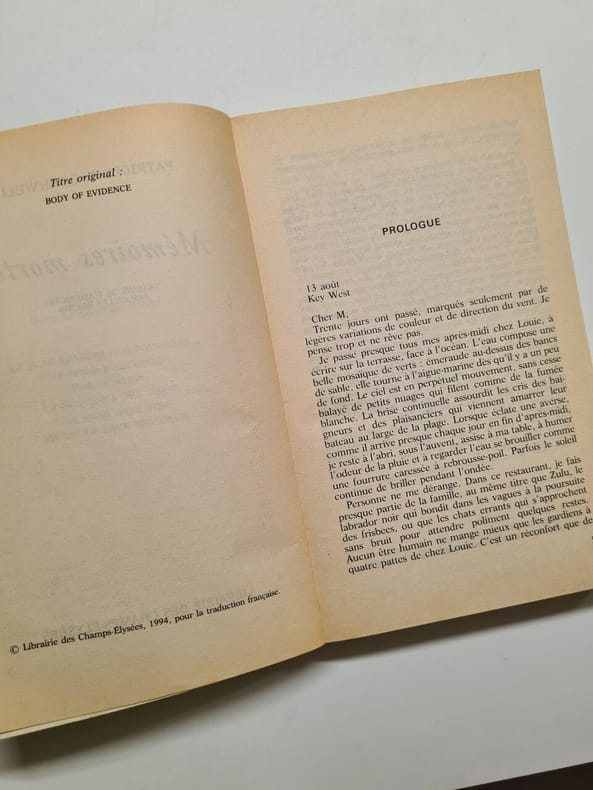 Titre original :
BODY OF EVIDENCE
© Librairie des Champs-Élysées, 1994, pour la traduction française.
PROLOGUE
13 août
Key West
Cher M,
Trente jours ont passé, marqués seulement par de
légères variations de couleur et de direction du vent. Je
pense trop et ne rêve pas.
Je passe presque tous mes après-midi chez Louie, à
écrire sur la terrasse, face à l'océan. L'eau compose une
belle mosaïque de verts : émeraude au-dessus des bancs
de sable, elle tourne à l'aigue-marine dès qu'il y a un peu
de fond. Le ciel est en perpétuel mouvement, sans cesse
balayé de petits nuages qui filent comme de la fumée
blanche. La brise continuelle assourdit les cris des bai-
gneurs et des plaisanciers qui viennent amarrer leur
bateau au large de la plage. Lorsque éclate une averse,
comme il arrive presque chaque jour en fin d'après-midi,
je reste à l'abri, sous l'auvent, assise à ma table, à humer
l'odeur de la pluie et à regarder l'eau se brouiller comme
une fourrure caressée à rebrousse-poil. Parfois le soleil
continue de briller pendant l'ondée.
Personne ne me dérange. Dans ce restaurant, je fais
presque partie de la famille, au même titre que Zulu, le
labrador noir qui bondit dans les vagues à la poursuite
des frisbees, ou que les chats errants qui s'approchent
sans bruit pour attendre poliment quelques restes.
Aucun être humain ne mange mieux que les gardiens à
quatre pattes de chez Louie. C'est un réconfort que de